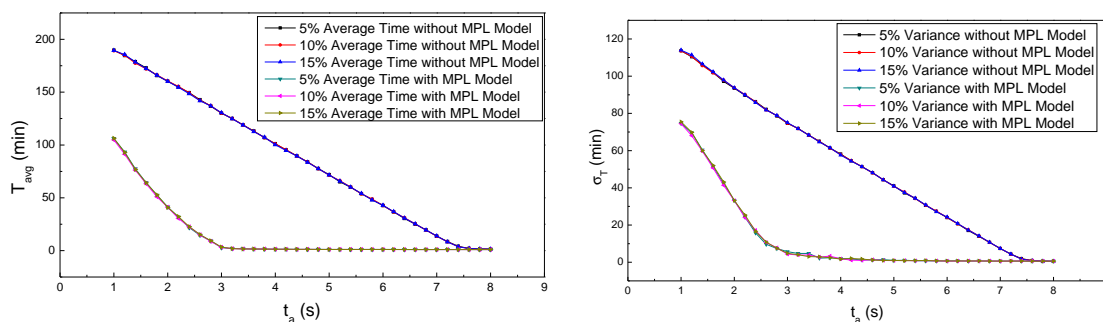 5% Average Time without MPL Model
10% Average Time without MPL Model
15% Average Time without MPL Model
5% Average Time with MPL Model
10% Average Time with MPL Model
15% Average Time with MPL Model
200
150
100
50
0
T_avg (min)
0 1 2 3 4 5 6 7 8 9
t_a (s)
5% Variance without MPL Model
10% Variance without MPL Model
15% Variance without MPL Model
5% Variance with MPL Model
10% Variance with MPL Model
15% Variance with MPL Model
120
100
80
60
40
20
0
σ_T (min)
0 1 2 3 4 5 6 7 8
t_a (s)